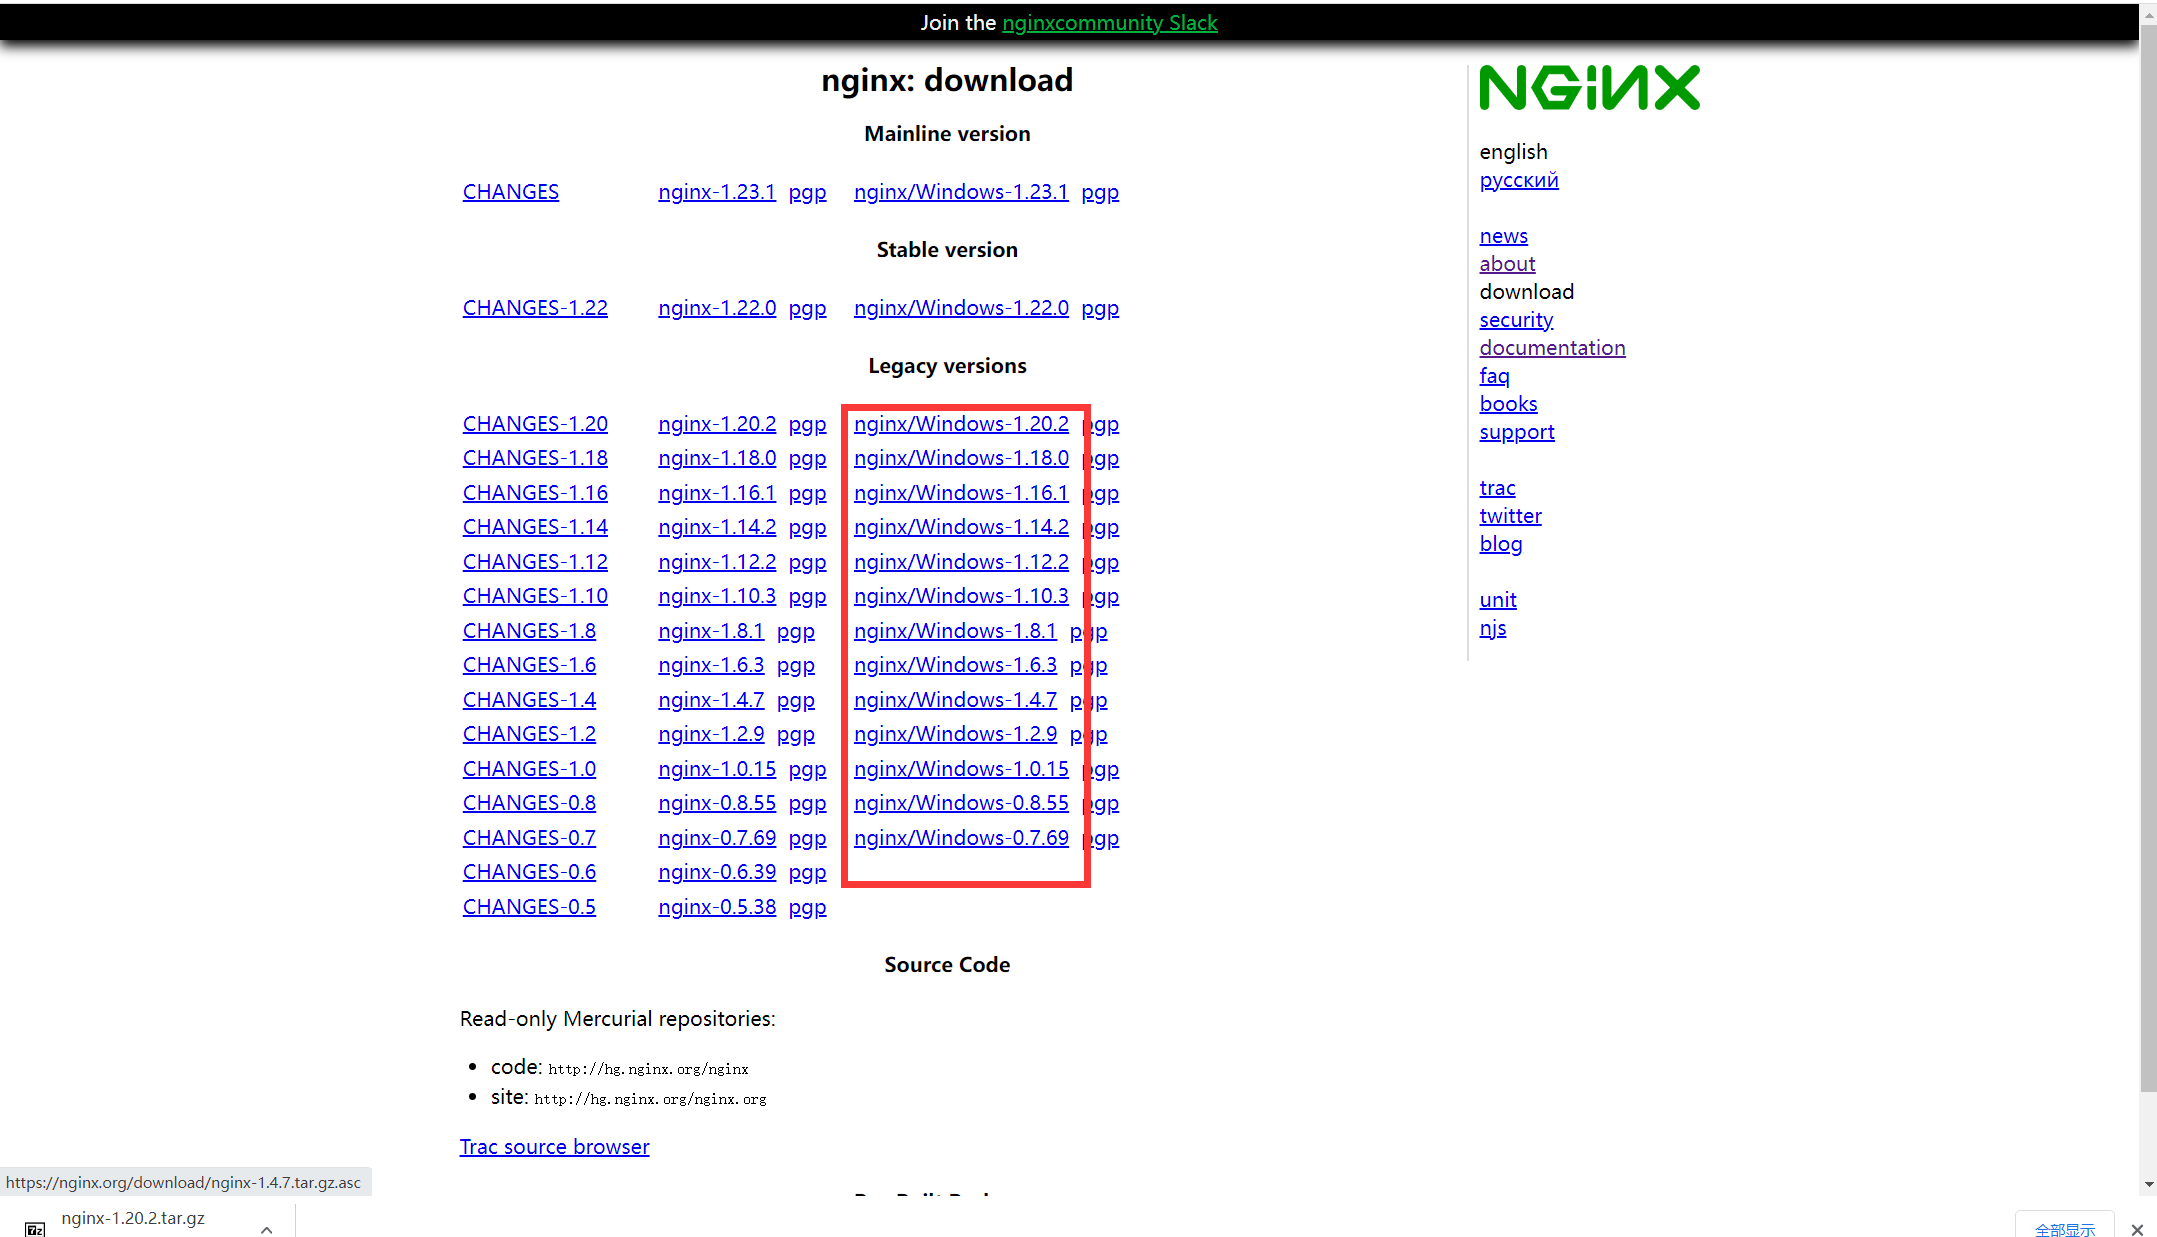 Join the nginxcommunity Slack
nginx: download
Mainline version
CHANGES nginx-1.23.1 pgp nginx/Windows-1.23.1 pgp
Stable version
CHANGES-1.22 nginx-1.22.0 pgp nginx/Windows-1.22.0 pgp
Legacy versions
CHANGES-1.20 nginx-1.20.2 pgp nginx/Windows-1.20.2 pgp
CHANGES-1.18 nginx-1.18.0 pgp nginx/Windows-1.18.0 pgp
CHANGES-1.16 nginx-1.16.1 pgp nginx/Windows-1.16.1 pgp
CHANGES-1.14 nginx-1.14.2 pgp nginx/Windows-1.14.2 pgp
CHANGES-1.12 nginx-1.12.2 pgp nginx/Windows-1.12.2 pgp
CHANGES-1.10 nginx-1.10.3 pgp nginx/Windows-1.10.3 pgp
CHANGES-1.8 nginx-1.8.1 pgp nginx/Windows-1.8.1 pgp
CHANGES-1.6 nginx-1.6.3 pgp nginx/Windows-1.6.3 pgp
CHANGES-1.4 nginx-1.4.7 pgp nginx/Windows-1.4.7 pgp
CHANGES-1.2 nginx-1.2.9 pgp nginx/Windows-1.2.9 pgp
CHANGES-1.0 nginx-1.0.15 pgp nginx/Windows-1.0.15 pgp
CHANGES-0.8 nginx-0.8.55 pgp nginx/Windows-0.8.55 pgp
CHANGES-0.7 nginx-0.7.69 pgp nginx/Windows-0.7.69 pgp
CHANGES-0.6 nginx-0.6.39 pgp
CHANGES-0.5 nginx-0.5.38 pgp
Source Code
Read-only Mercurial repositories:
• code: http://hg.nginx.org/nginx
• site: http://hg.nginx.org/nginx.org
Trac source browser
NGINX
english
русский
news
about
download
security
documentation
faq
books
support
trac
twitter
blog
unit
njs
https://nginx.org/download/nginx-1.4.7.tar.gz.asc
7z
nginx-1.20.2.tar.gz
全部显示